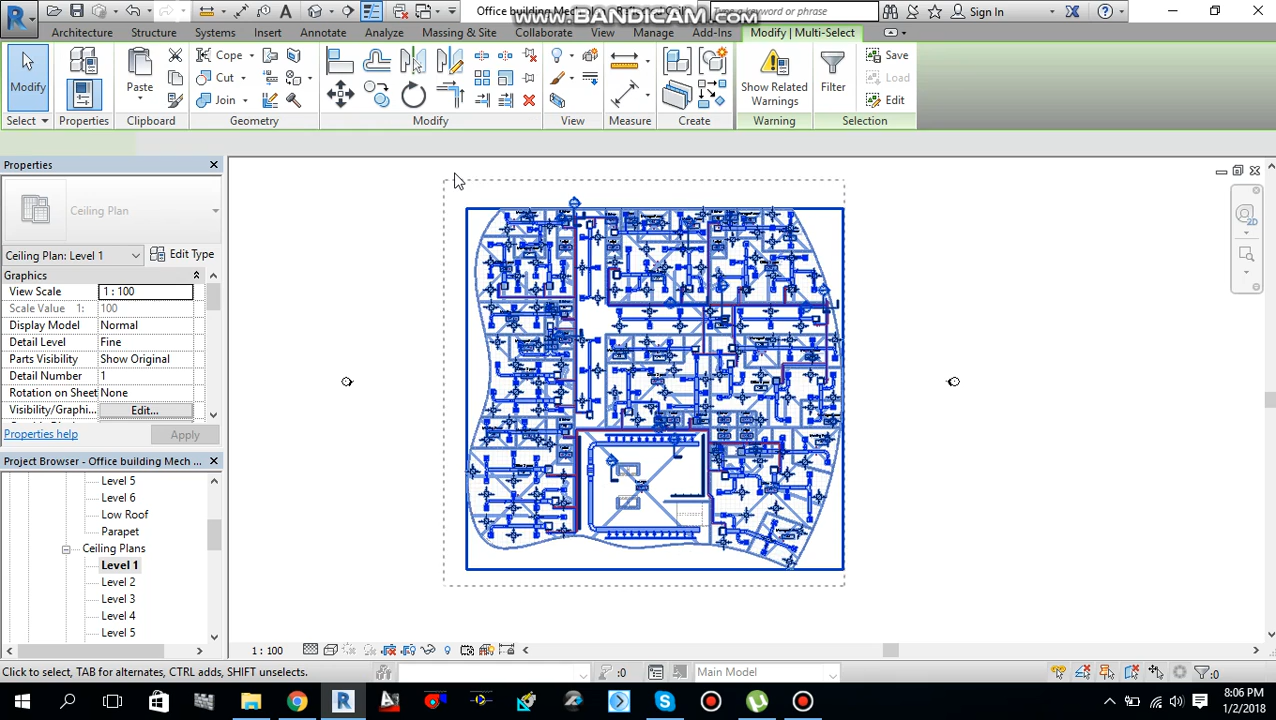 Office building Mech
www.BANDICAM.com
phrase
Sign In
Architecture Structure Systems Insert Annotate Analyze Massing & Site Collaborate View Manage Add-Ins Modify | Multi-Select
Modify
Select
Properties
Paste
Clipboard
Cope
Cut
Join
Geometry
Modify
View
Measure
Create
Show Related
Warnings
Warning
Filter
Save
Load
Edit
Selection
Properties
Ceiling Plan
Ceiling Plan: Level 1
Edit Type
Graphics
View Scale 1 : 100
Scale Value 1: 100
Display Model Normal
Detail Level Fine
Parts Visibility Show Original
Detail Number 1
Rotation on Sheet None
Visibility/Graphi... Edit...
Properties help
Apply
Project Browser - Office building Mech ...
Level 5
Level 6
Low Roof
Parapet
Ceiling Plans
Level 1
Level 2
Level 3
Level 4
Level 5
2D
1 : 100
Click to select, TAB for alternates, CTRL adds, SHIFT unselects.
:0
Main Model
:0
8:06 PM
1/2/2018